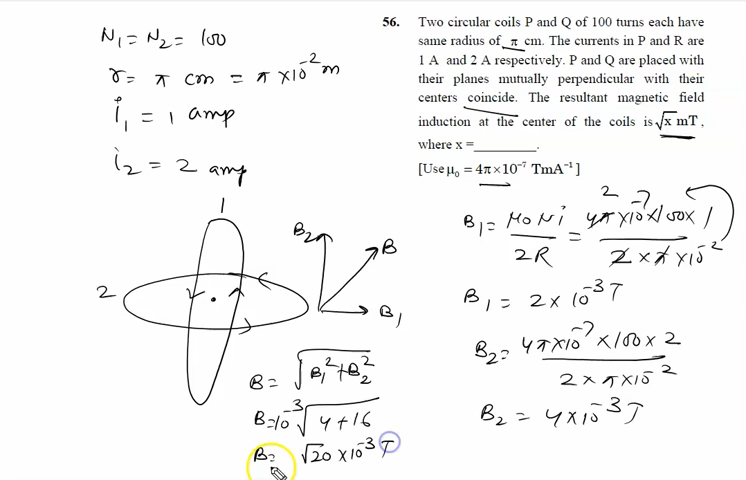 N₁ = N₂ = 100
r = π cm = π × 10⁻² m
i₁ = 1 amp
i₂ = 2 amp
1
2
B₂
B
B₁
B = √(B₁² + B₂²)
B = 10⁻³ √(4 + 16)
B = √20 × 10⁻³ T
56. Two circular coils P and Q of 100 turns each have
same radius of π cm. The currents in P and R are
1 A and 2 A respectively. P and Q are placed with
their planes mutually perpendicular with their
centers coincide. The resultant magnetic field
induction at the center of the coils is √x mT,
where x = ________.
[Use μ₀ = 4π×10⁻⁷ TmA⁻¹]
B₁ = μ₀Ni / 2R = 2 4π × 10⁻⁷ × 100 × 1 / 2 × π × 10⁻²
B₁ = 2 × 10⁻³ T
B₂ = 4π × 10⁻⁷ × 100 × 2 / 2 × π × 10⁻²
B₂ = 4 × 10⁻³ T